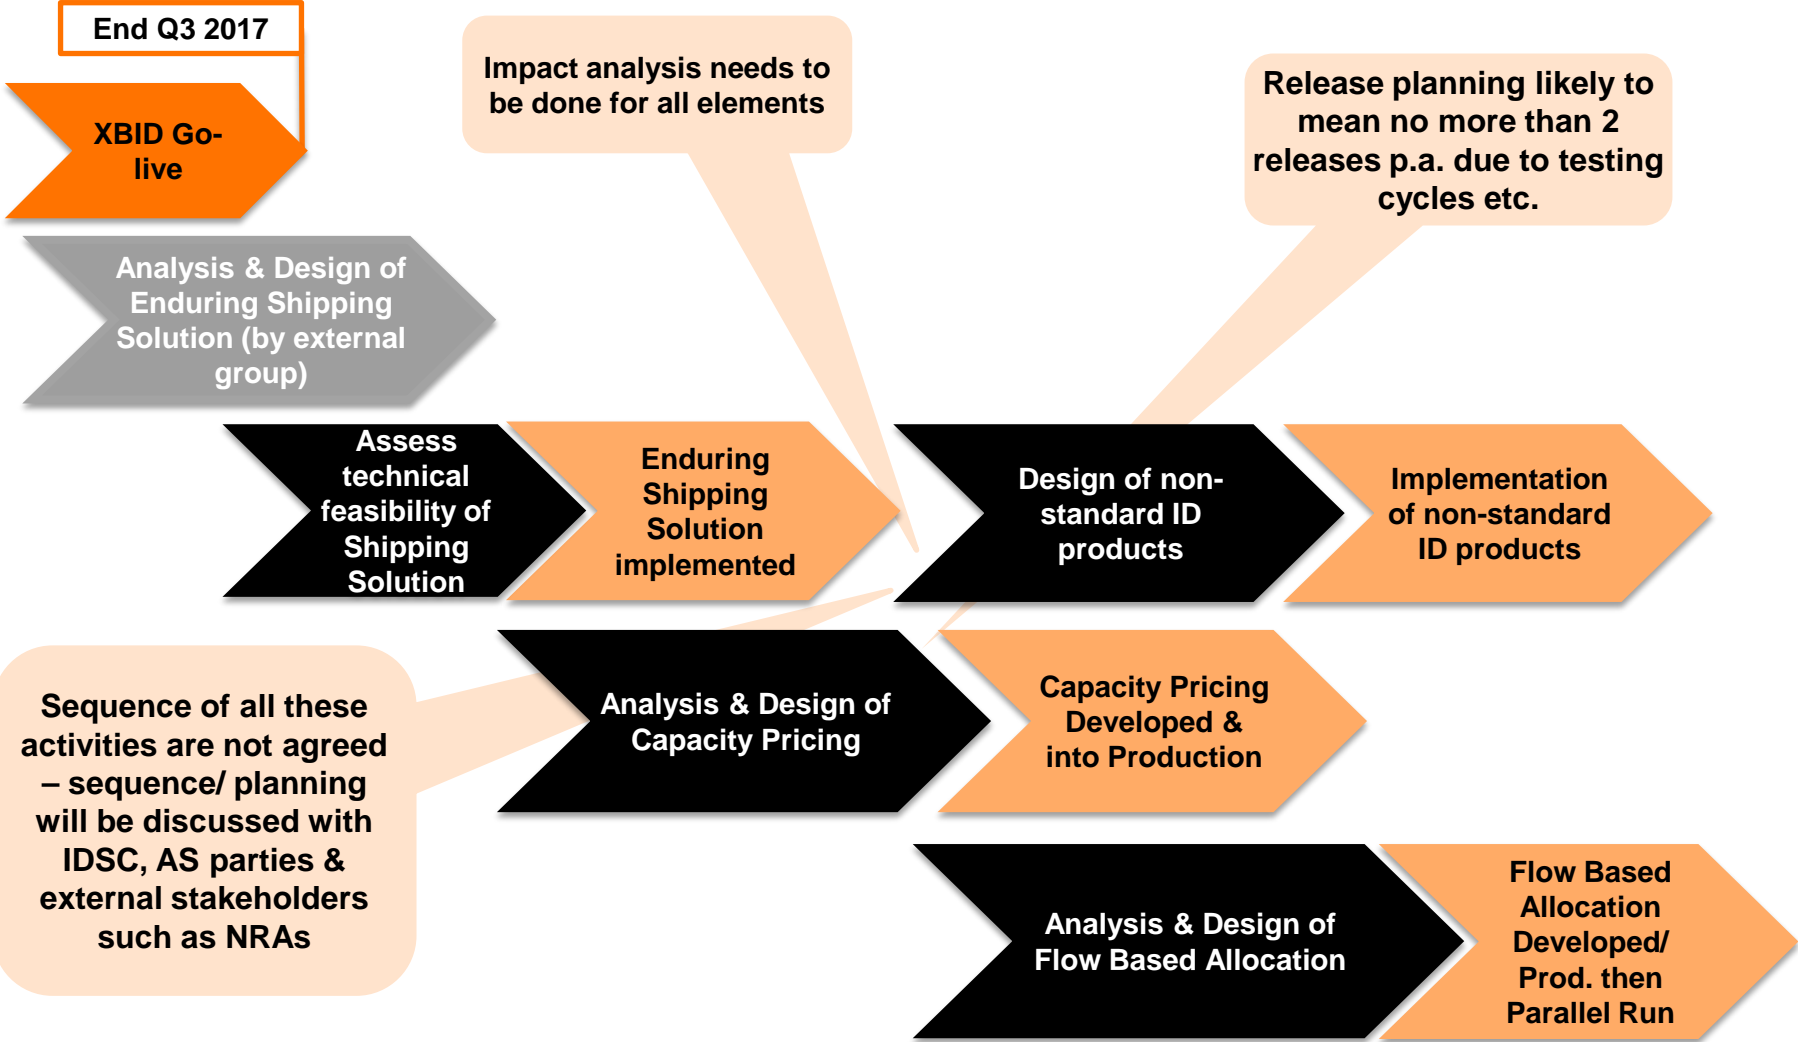 End Q3 2017
XBID Go-
live
Impact analysis needs to
be done for all elements
Release planning likely to
mean no more than 2
releases p.a. due to testing
cycles etc.
Analysis & Design of
Enduring Shipping
Solution (by external
group)
Assess
technical
feasibility of
Shipping
Solution
Enduring
Shipping
Solution
implemented
Design of non-
standard ID
products
Implementation
of non-standard
ID products
Sequence of all these
activities are not agreed
– sequence/ planning
will be discussed with
IDSC, AS parties &
external stakeholders
such as NRAs
Analysis & Design of
Capacity Pricing
Capacity Pricing
Developed &
into Production
Analysis & Design of
Flow Based Allocation
Flow Based
Allocation
Developed/
Prod. then
Parallel Run